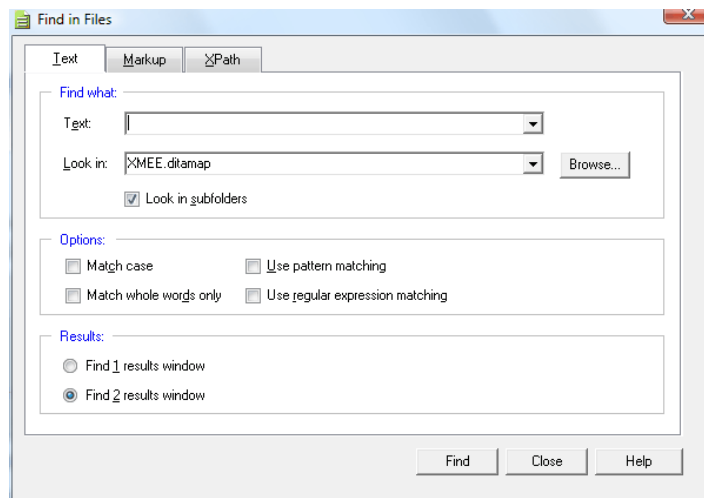 Find in Files
Text Markup XPath
Find what:
Text:
Look in: XMEE.ditamap Browse...
Look in subfolders
Options:
Match case Use pattern matching
Match whole words only Use regular expression matching
Results:
Find 1 results window
Find 2 results window
Find Close Help